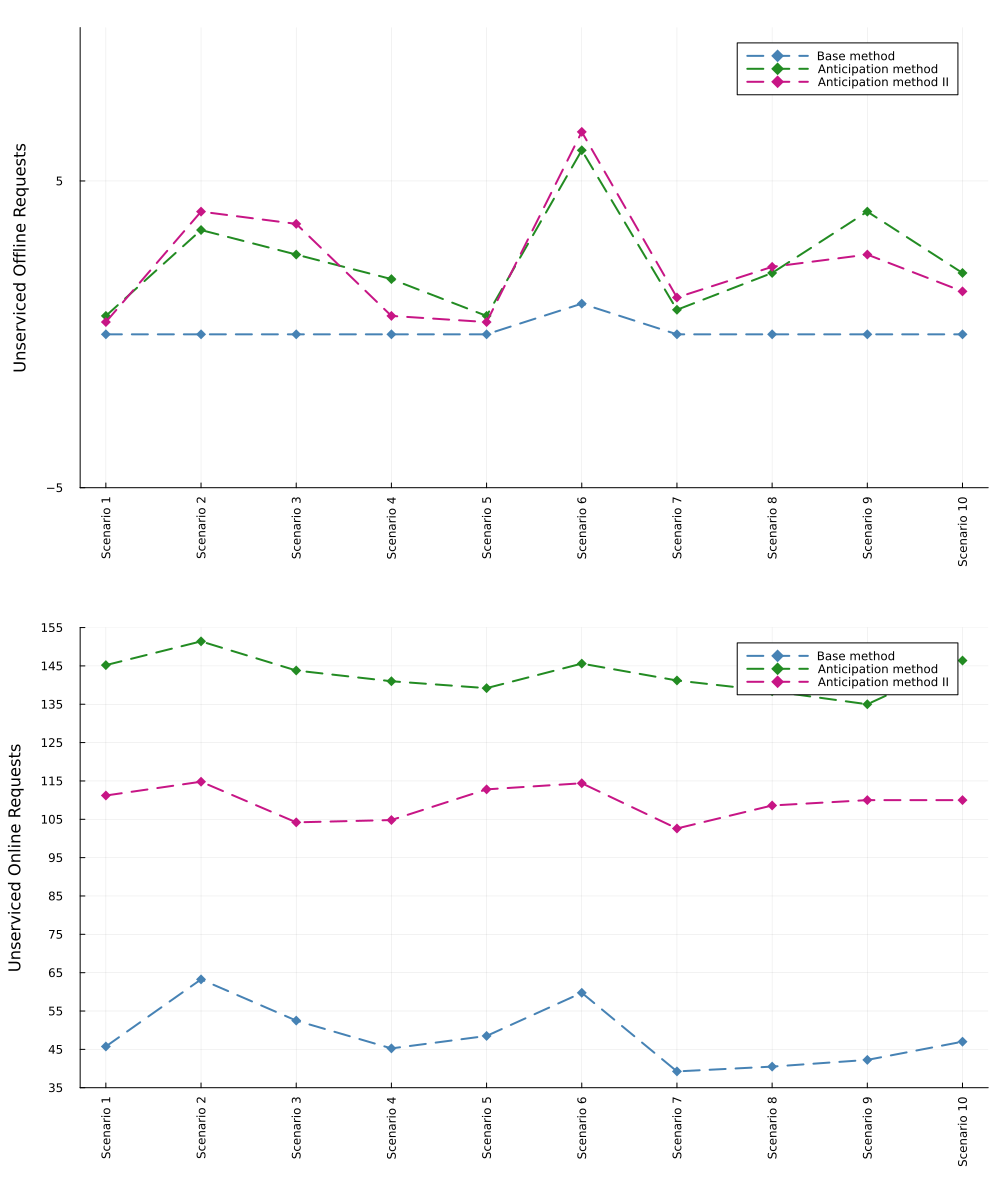 Base method
Anticipation method
Anticipation method II
Unserviced Offline Requests
5
−5
Scenario 1
Scenario 2
Scenario 3
Scenario 4
Scenario 5
Scenario 6
Scenario 7
Scenario 8
Scenario 9
Scenario 10
Base method
Anticipation method
Anticipation method II
Unserviced Online Requests
155
145
135
125
115
105
95
85
75
65
55
45
35
Scenario 1
Scenario 2
Scenario 3
Scenario 4
Scenario 5
Scenario 6
Scenario 7
Scenario 8
Scenario 9
Scenario 10